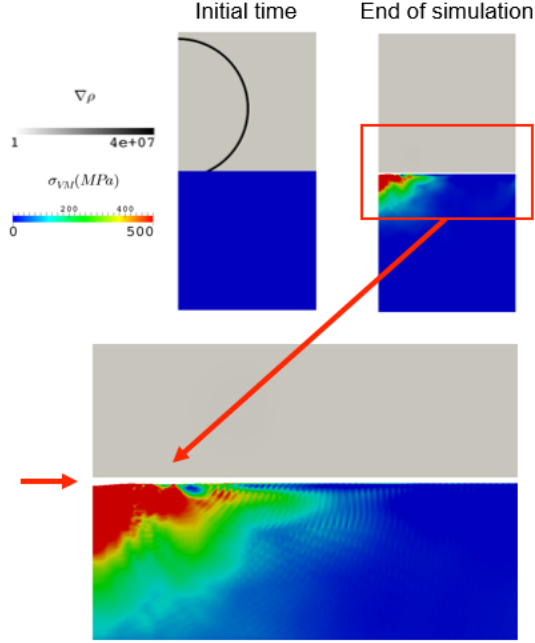 Initial time
End of simulation
∇ρ
1 4e+07
σVM(MPa)
200 400
0 500